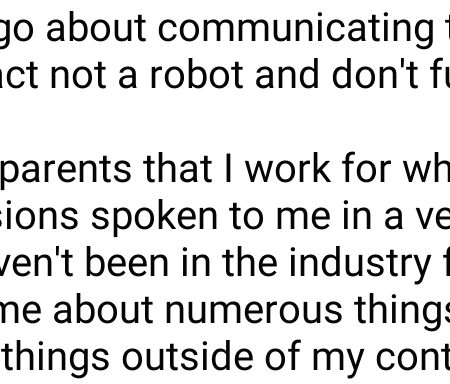 go about communicating
act not a robot and don't fu
parents that I work for wh
sions spoken to me in a ve
ven't been in the industry f
me about numerous things
things outside of my cont